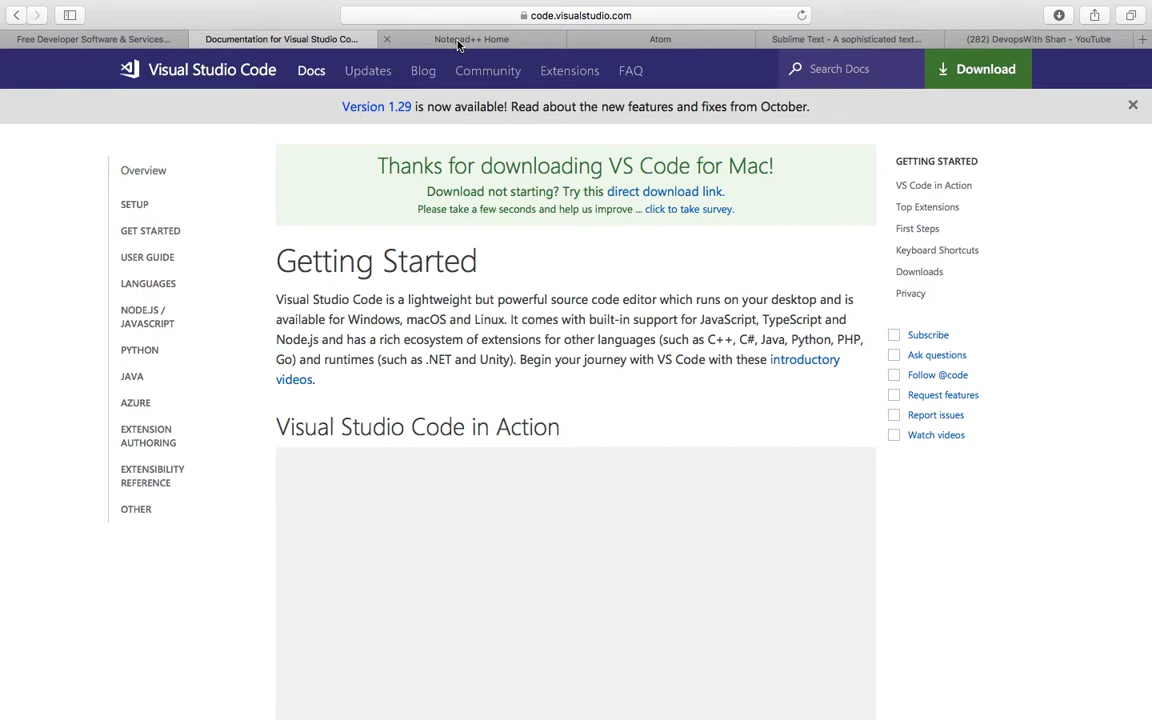 code.visualstudio.com
Free Developer Software & Services...
Documentation for Visual Studio Co...
Notepad++ Home
Atom
Sublime Text - A sophisticated text...
(282) DevopsWith Shan - YouTube
Visual Studio Code
Docs
Updates
Blog
Community
Extensions
FAQ
Search Docs
Download
Version 1.29 is now available! Read about the new features and fixes from October.
Overview
SETUP
GET STARTED
USER GUIDE
LANGUAGES
NODE.JS /
JAVASCRIPT
PYTHON
JAVA
AZURE
EXTENSION
AUTHORING
EXTENSIBILITY
REFERENCE
OTHER
Thanks for downloading VS Code for Mac!
Download not starting? Try this direct download link.
Please take a few seconds and help us improve ... click to take survey.
Getting Started
Visual Studio Code is a lightweight but powerful source code editor which runs on your desktop and is
available for Windows, macOS and Linux. It comes with built-in support for JavaScript, TypeScript and
Node.js and has a rich ecosystem of extensions for other languages (such as C++, C#, Java, Python, PHP,
Go) and runtimes (such as .NET and Unity). Begin your journey with VS Code with these introductory
videos.
Visual Studio Code in Action
GETTING STARTED
VS Code in Action
Top Extensions
First Steps
Keyboard Shortcuts
Downloads
Privacy
Subscribe
Ask questions
Follow @code
Request features
Report issues
Watch videos